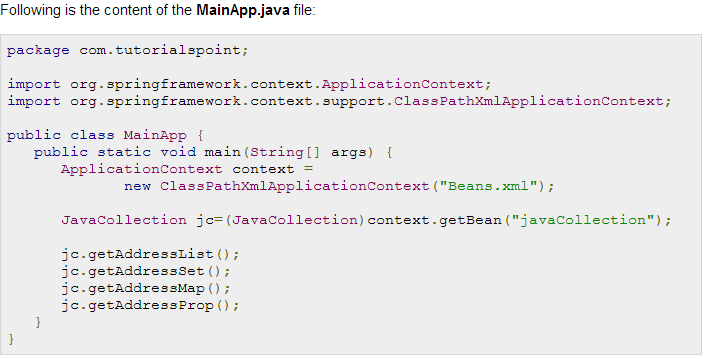 Following is the content of the MainApp.java file:
package com.tutorialspoint;
import org.springframework.context.ApplicationContext;
import org.springframework.context.support.ClassPathXmlApplicationContext;
public class MainApp {
   public static void main(String[] args) {
      ApplicationContext context =
             new ClassPathXmlApplicationContext("Beans.xml");
      JavaCollection jc=(JavaCollection)context.getBean("javaCollection");
      jc.getAddressList();
      jc.getAddressSet();
      jc.getAddressMap();
      jc.getAddressProp();
   }
}